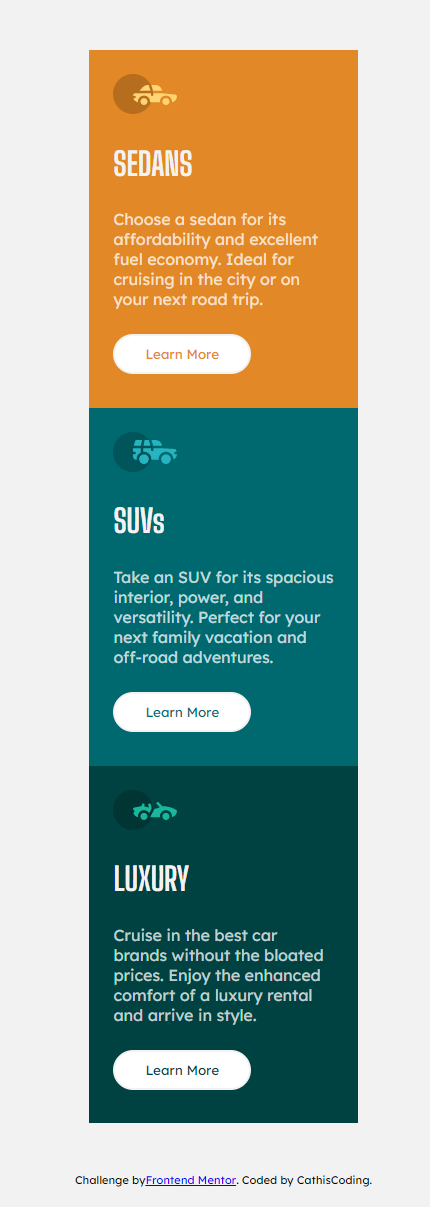 SEDANS
Choose a sedan for its
affordability and excellent
fuel economy. Ideal for
cruising in the city or on
your next road trip.
Learn More
SUVs
Take an SUV for its spacious
interior, power, and
versatility. Perfect for your
next family vacation and
off-road adventures.
Learn More
LUXURY
Cruise in the best car
brands without the bloated
prices. Enjoy the enhanced
comfort of a luxury rental
and arrive in style.
Learn More
Challenge byFrontend Mentor. Coded by CathisCoding.